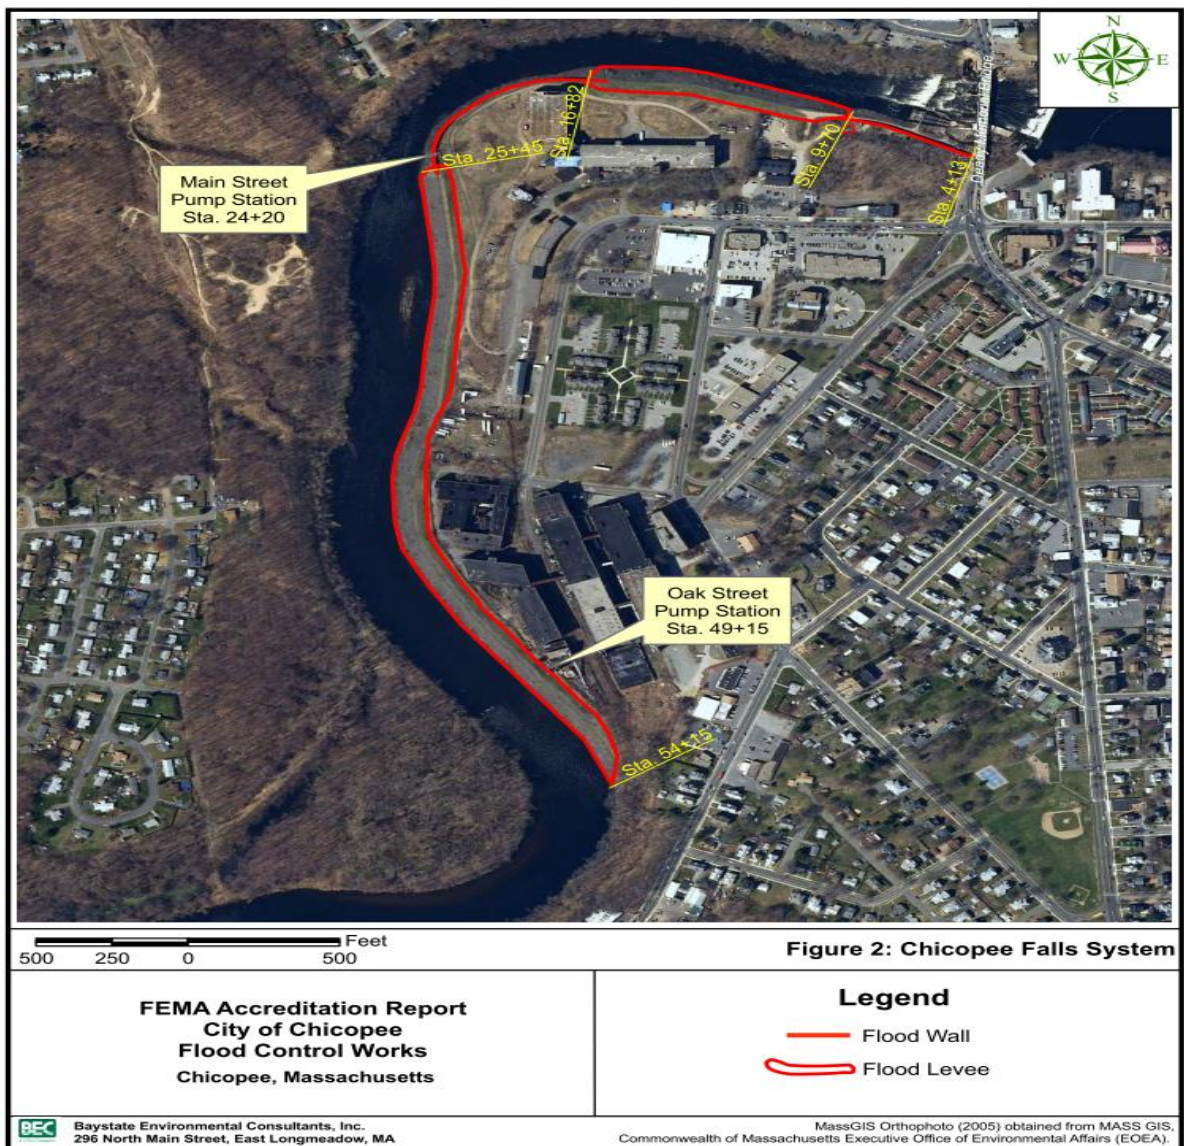 N
W E
S
Deady Memorial Bridge
Sta. 16+82
Sta. 25+45
Sta. 9+70
Sta. 4+13
Main Street
Pump Station
Sta. 24+20
Oak Street
Pump Station
Sta. 49+15
Sta. 54+15
500 250 0 500 Feet
Figure 2: Chicopee Falls System
FEMA Accreditation Report
City of Chicopee
Flood Control Works
Chicopee, Massachusetts
Legend
Flood Wall
Flood Levee
BEC
Baystate Environmental Consultants, Inc.
296 North Main Street, East Longmeadow, MA
MassGIS Orthophoto (2005) obtained from MASS GIS,
Commonwealth of Massachusetts Executive Office of Environmental Affairs (EOEA).